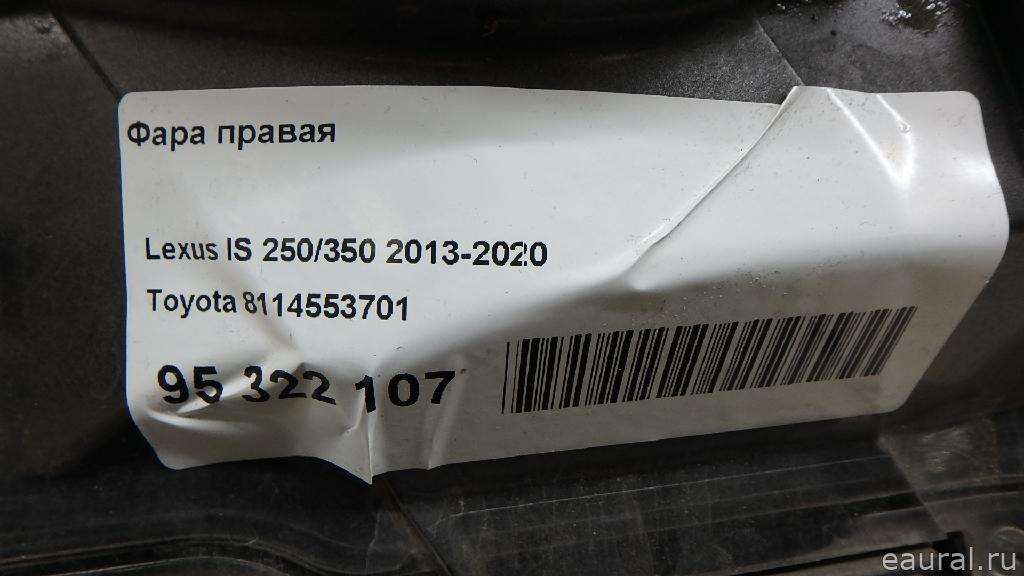 Фара правая
Lexus IS 250/350 2013-2020
Toyota 8114553701
95 322 107
eaural.ru